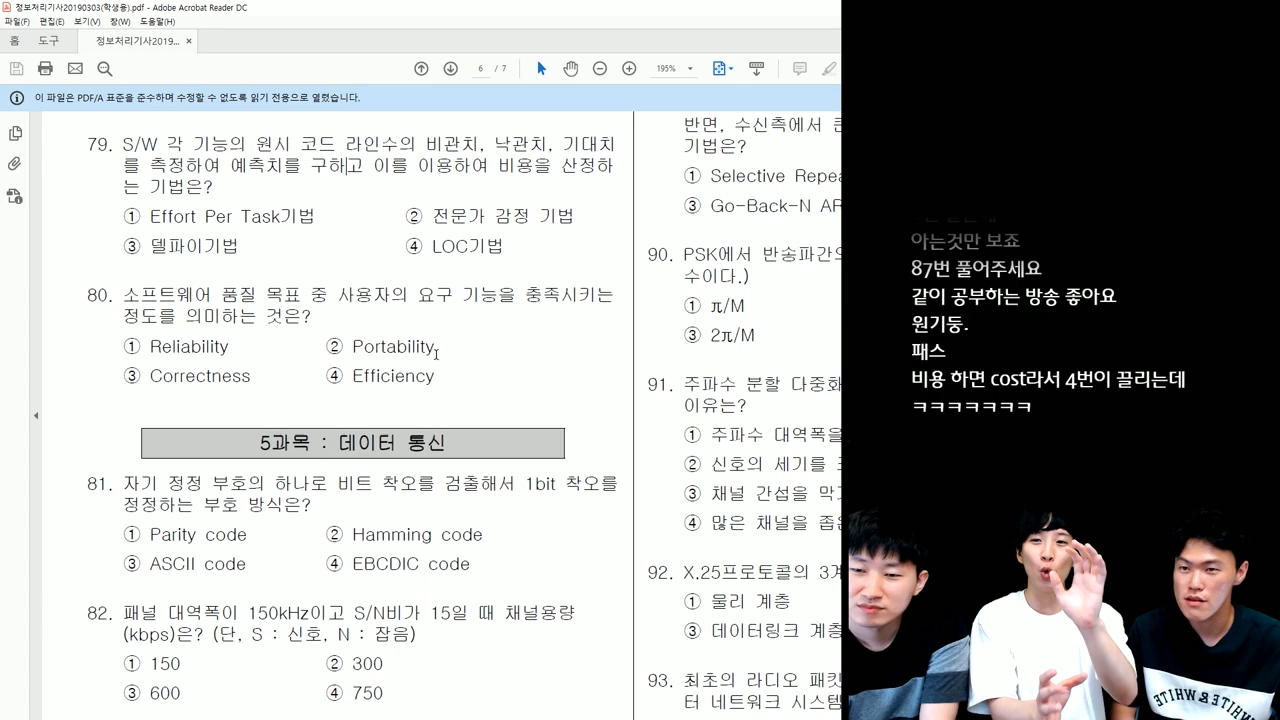 정보처리기사20190303(학생용).pdf - Adobe Acrobat Reader DC
파일(F) 편집(E) 보기(V) 창(W) 도움말(H)
홈 도구 정보처리기사2019... ×
6 / 7 195%
이 파일은 PDF/A 표준을 준수하며 수정할 수 없도록 읽기 전용으로 열렸습니다.
79. S/W 각 기능의 원시 코드 라인수의 비관치, 낙관치, 기대치
를 측정하여 예측치를 구하고 이를 이용하여 비용을 산정하
는 기법은?
① Effort Per Task기법 ② 전문가 감정 기법
③ 델파이기법 ④ LOC기법
80. 소프트웨어 품질 목표 중 사용자의 요구 기능을 충족시키는
정도를 의미하는 것은?
① Reliability ② Portability
③ Correctness ④ Efficiency
5과목 : 데이터 통신
81. 자기 정정 부호의 하나로 비트 착오를 검출해서 1bit 착오를
정정하는 부호 방식은?
① Parity code ② Hamming code
③ ASCII code ④ EBCDIC code
82. 패널 대역폭이 150kHz이고 S/N비가 15일 때 채널용량
(kbps)은? (단, S : 신호, N : 잡음)
① 150 ② 300
③ 600 ④ 750
반면, 수신측에서
기법은?
① Selective Repea
③ Go-Back-N AR
90. PSK에서 반송파간의
수이다.)
① π/M
③ 2π/M
91. 주파수 분할 다중화
이유는?
① 주파수 대역폭을
② 신호의 세기를
③ 채널 간섭을
④ 많은 채널을
92. X.25프로토콜의 3계
① 물리 계층
③ 데이터링크 계층
93. 최초의 라디오 패킷
터 네트워크 시스템
아는것만 보죠
87번 풀어주세요
같이 공부하는 방송 좋아요
원기둥.
패스
비용 하면 cost라서 4번이 끌리는데
ㅋㅋㅋㅋㅋㅋㅋ
WHITE&WHITE